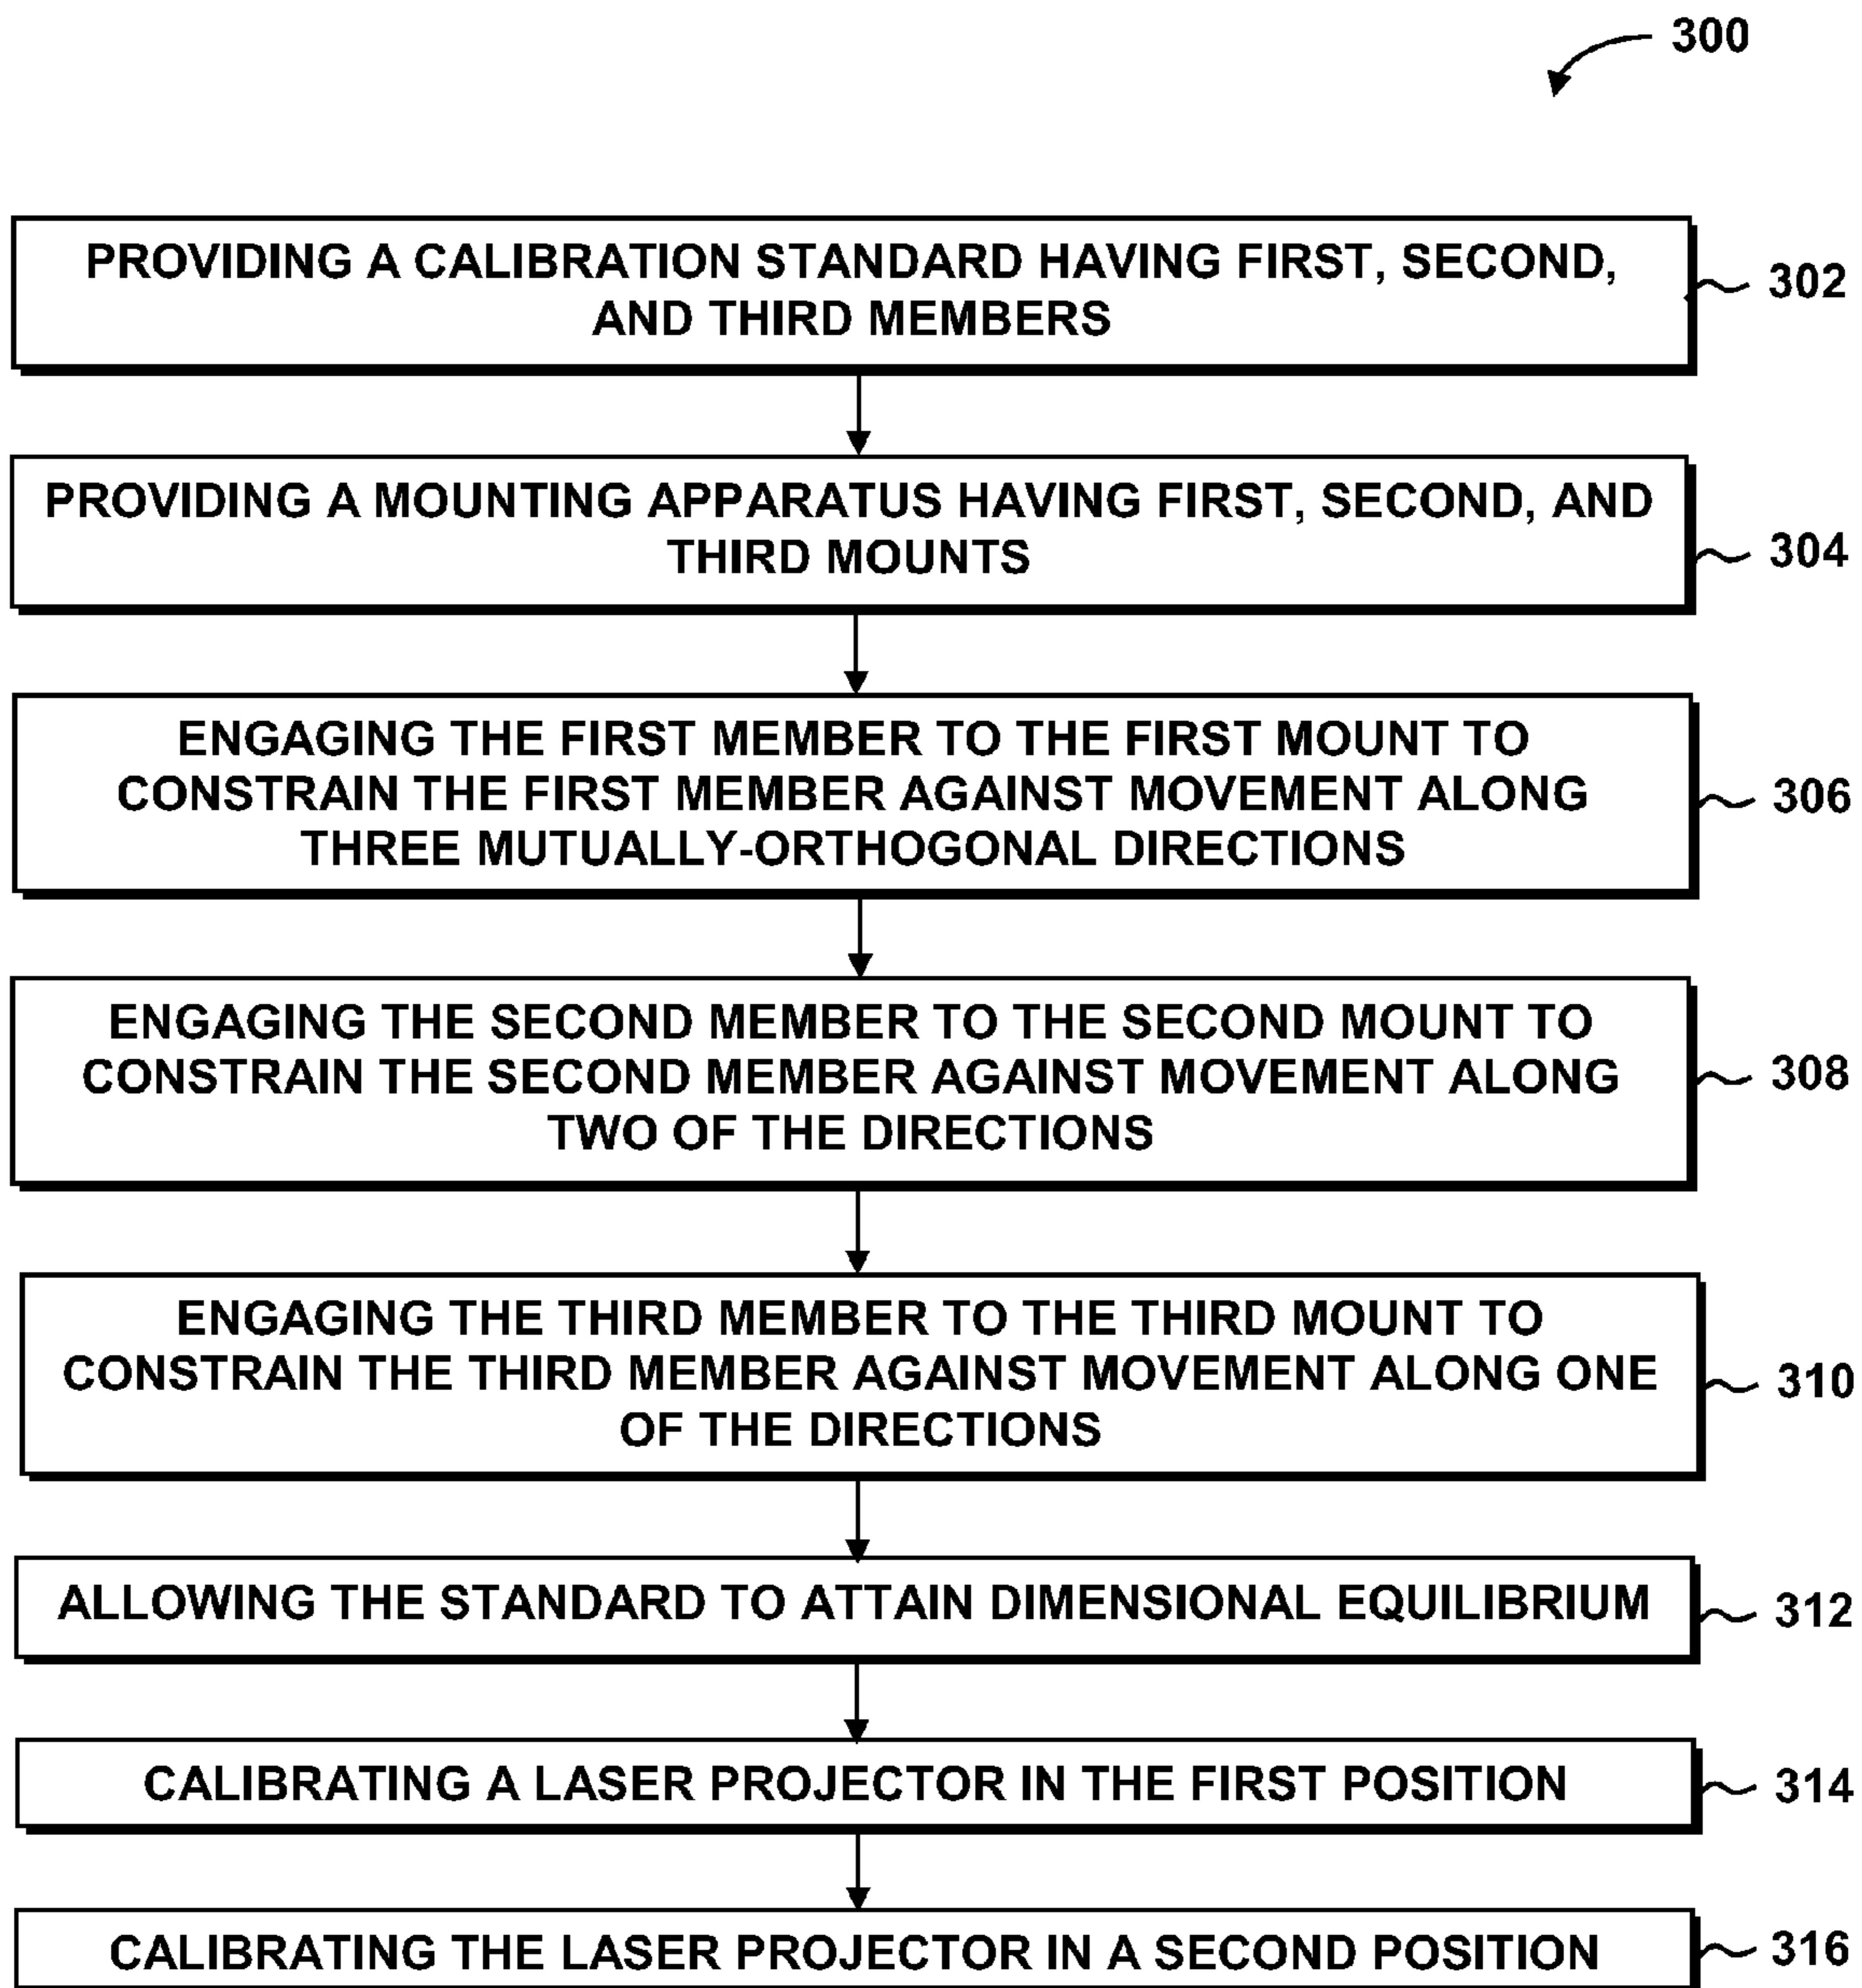 300
PROVIDING A CALIBRATION STANDARD HAVING FIRST, SECOND,
AND THIRD MEMBERS
302
PROVIDING A MOUNTING APPARATUS HAVING FIRST, SECOND, AND
THIRD MOUNTS
304
ENGAGING THE FIRST MEMBER TO THE FIRST MOUNT TO
CONSTRAIN THE FIRST MEMBER AGAINST MOVEMENT ALONG
THREE MUTUALLY-ORTHOGONAL DIRECTIONS
306
ENGAGING THE SECOND MEMBER TO THE SECOND MOUNT TO
CONSTRAIN THE SECOND MEMBER AGAINST MOVEMENT ALONG
TWO OF THE DIRECTIONS
308
ENGAGING THE THIRD MEMBER TO THE THIRD MOUNT TO
CONSTRAIN THE THIRD MEMBER AGAINST MOVEMENT ALONG ONE
OF THE DIRECTIONS
310
ALLOWING THE STANDARD TO ATTAIN DIMENSIONAL EQUILIBRIUM
312
CALIBRATING A LASER PROJECTOR IN THE FIRST POSITION
314
CALIBRATING THE LASER PROJECTOR IN A SECOND POSITION
316